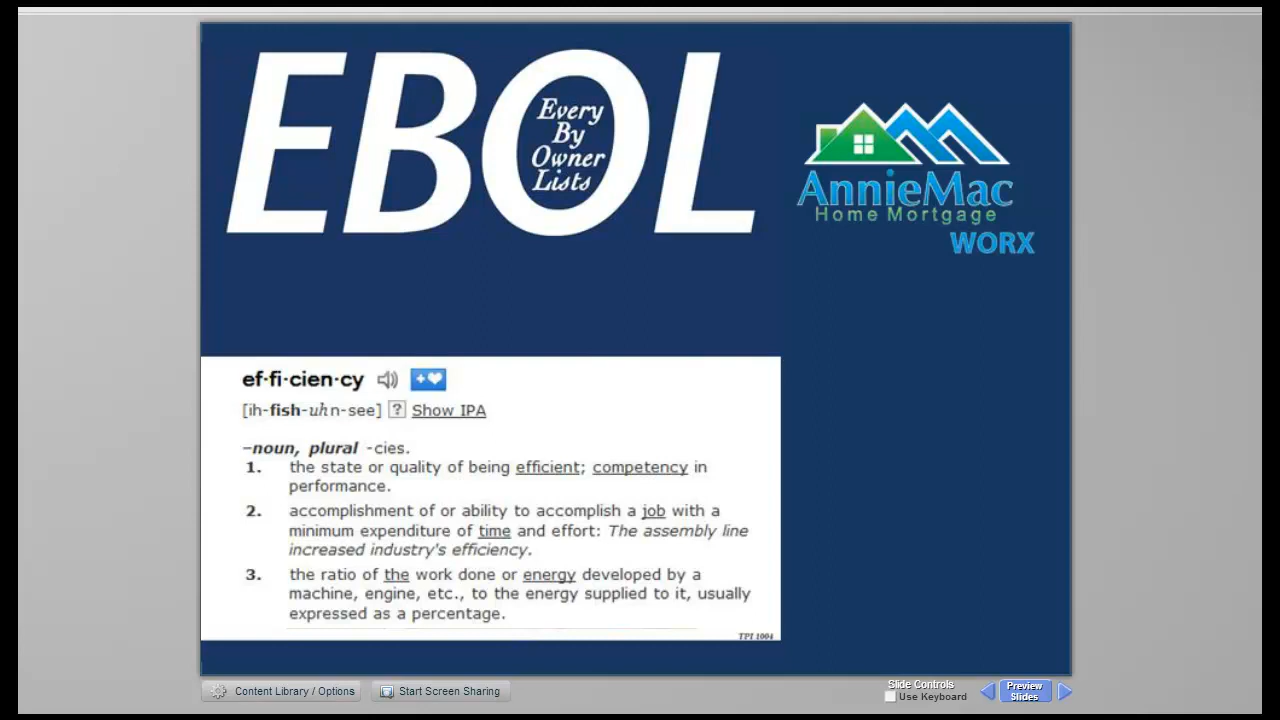 EBOL
Every
By
Owner
Lists
AnnieMac
Home Mortgage
WORX
ef·fi·cien·cy
[ih-fish-uhn-see] ? Show IPA
–noun, plural -cies.
1. the state or quality of being efficient; competency in
performance.
2. accomplishment of or ability to accomplish a job with a
minimum expenditure of time and effort: The assembly line
increased industry's efficiency.
3. the ratio of the work done or energy developed by a
machine, engine, etc., to the energy supplied to it, usually
expressed as a percentage.
TPI 1004
Content Library / Options
Start Screen Sharing
Slide Controls
Use Keyboard
Preview
Slides